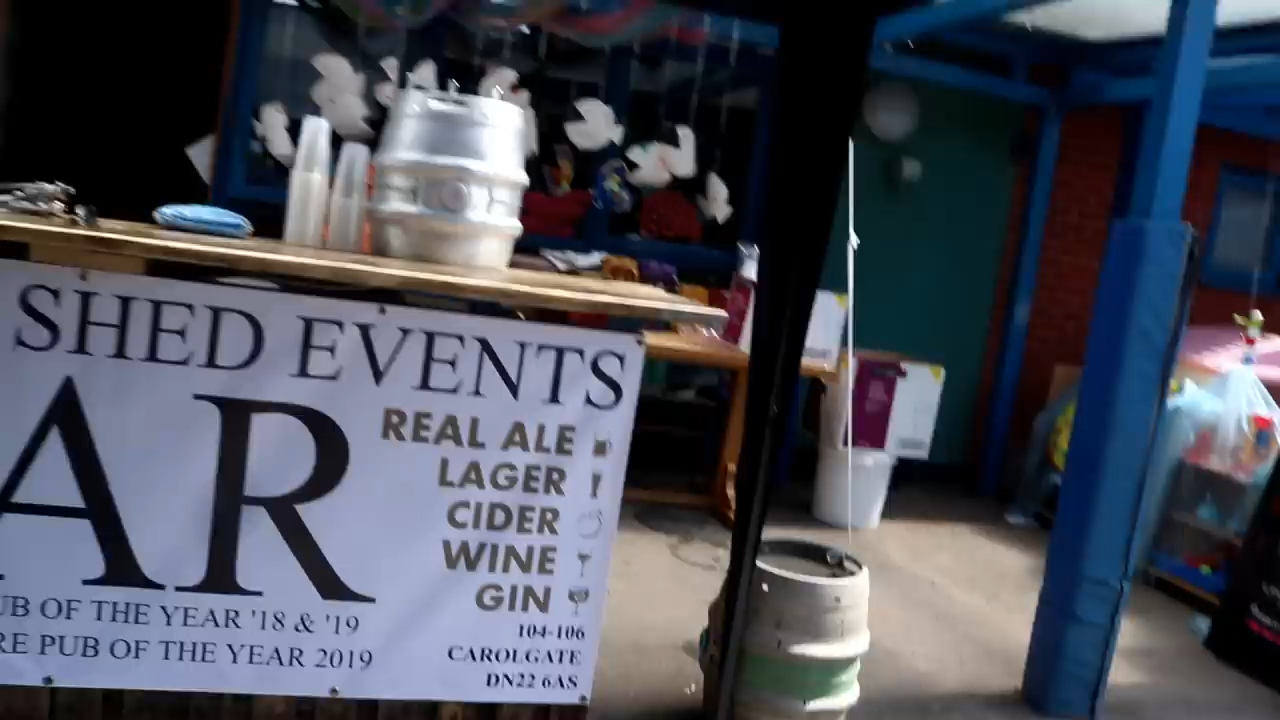 SHED EVENTS
AR
REAL ALE
LAGER
CIDER
WINE
GIN
UB OF THE YEAR '18 & '19
RE PUB OF THE YEAR 2019
104-106
CAROLGATE
DN22 6AS